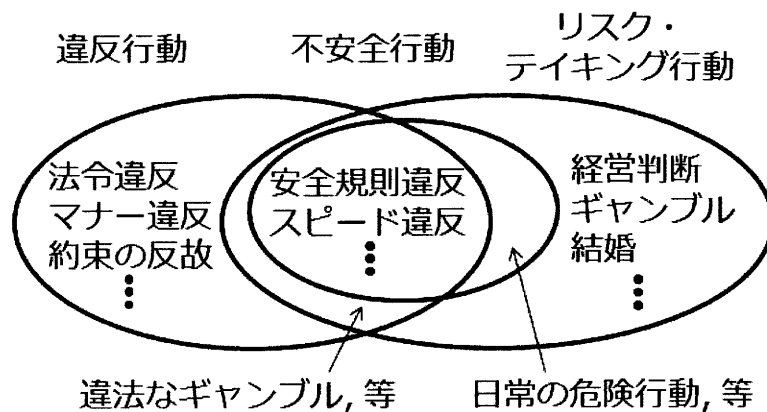 違反行動
不安全行動
リスク・
テイキング行動
法令違反
マナー違反
約束の反故
⋮
安全規則違反
スピード違反
⋮
経営判断
ギャンブル
結婚
⋮
違法なギャンブル, 等
日常の危険行動, 等